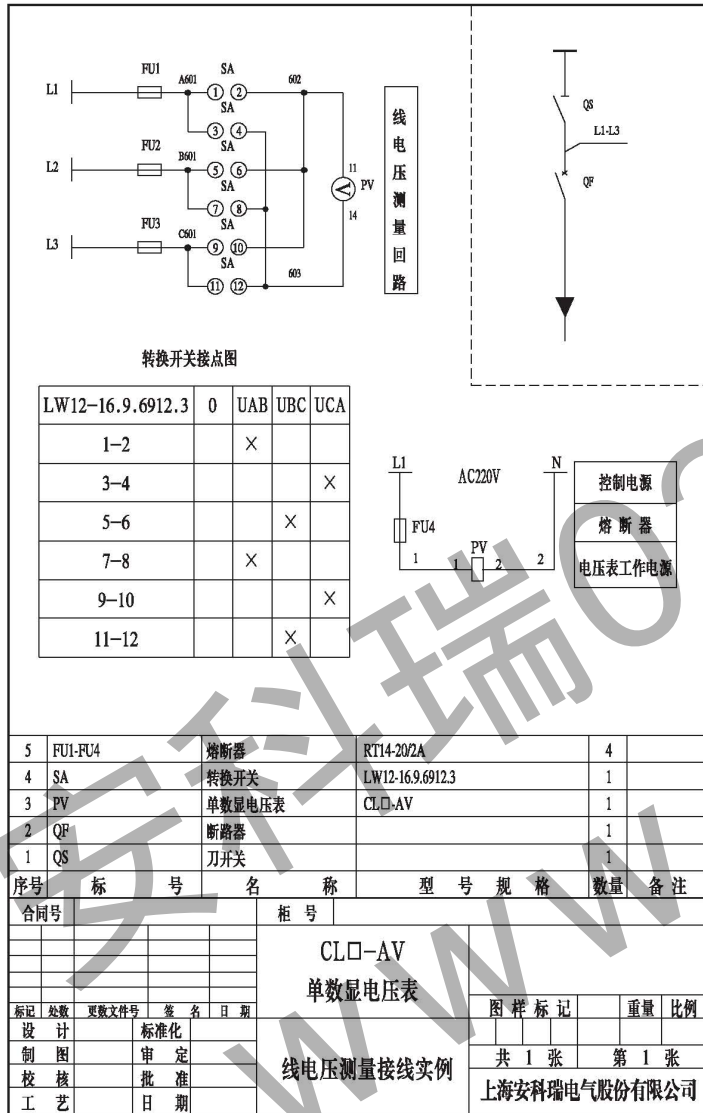 FU1 SA
L1 A601 1 2 602
SA
3 4
FU2 SA
L2 B601 5 6
SA
7 8
FU3 SA
L3 C601 9 10
SA
11 12 603
11
V PV
14
线电压测量回路
QS
L1-L3
QF
转换开关接点图
LW12-16.9.6912.3 0 UAB UBC UCA
1-2 ×
3-4 ×
5-6 ×
7-8 ×
9-10 ×
11-12 ×
L1 AC220V N
FU4
PV
1 1 2 2
控制电源
熔断器
电压表工作电源
5 FU1-FU4 熔断器 RT14-20/2A 4
4 SA 转换开关 LW12-16.9.6912.3 1
3 PV 单数显电压表 CL□-AV 1
2 QF 断路器 1
1 QS 刀开关 1
序号 标号 名称 型号规格 数量 备注
合同号 柜号
CL□-AV
单数显电压表
标记 处数 更数文件号 签名 日期
图样标记 重量 比例
设计 标准化
制图 审定
校核 批准
工艺 日期
线电压测量接线实例
共 1 张 第 1 张
上海安科瑞电气股份有限公司
安科瑞02
WWW